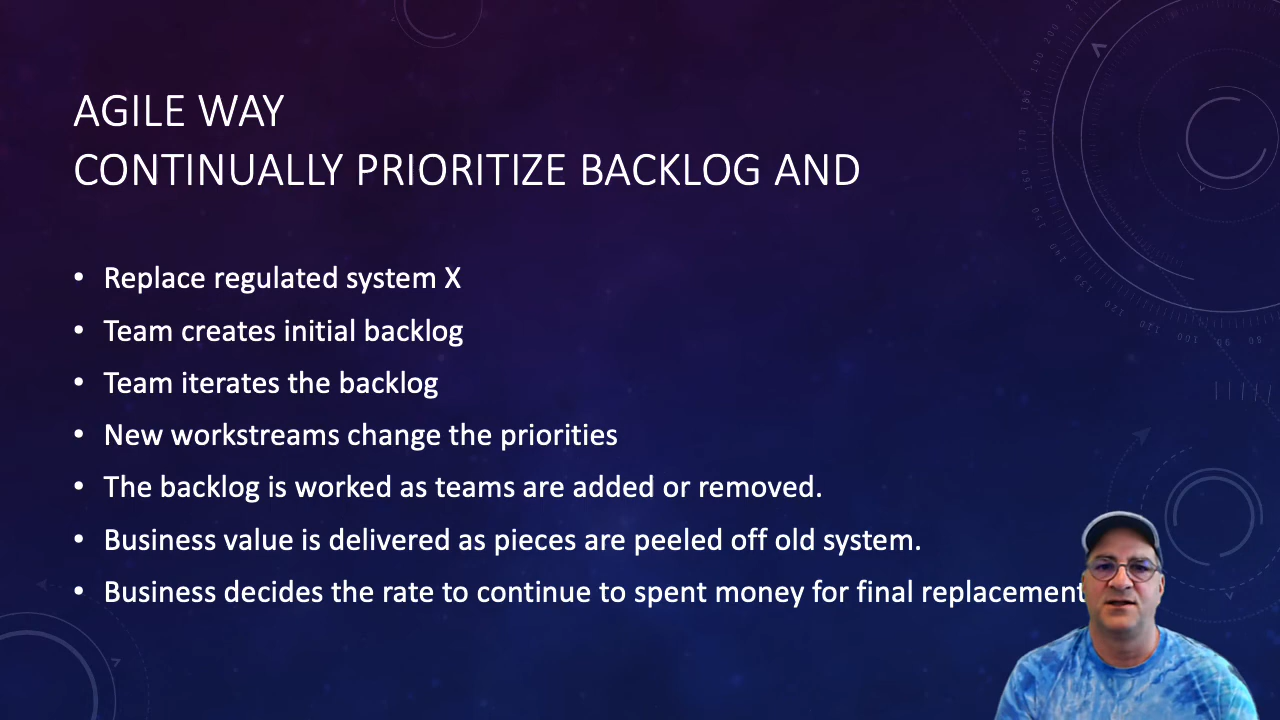 AGILE WAY
CONTINUALLY PRIORITIZE BACKLOG AND
• Replace regulated system X
• Team creates initial backlog
• Team iterates the backlog
• New workstreams change the priorities
• The backlog is worked as teams are added or removed.
• Business value is delivered as pieces are peeled off old system.
• Business decides the rate to continue to spent money for final replacement